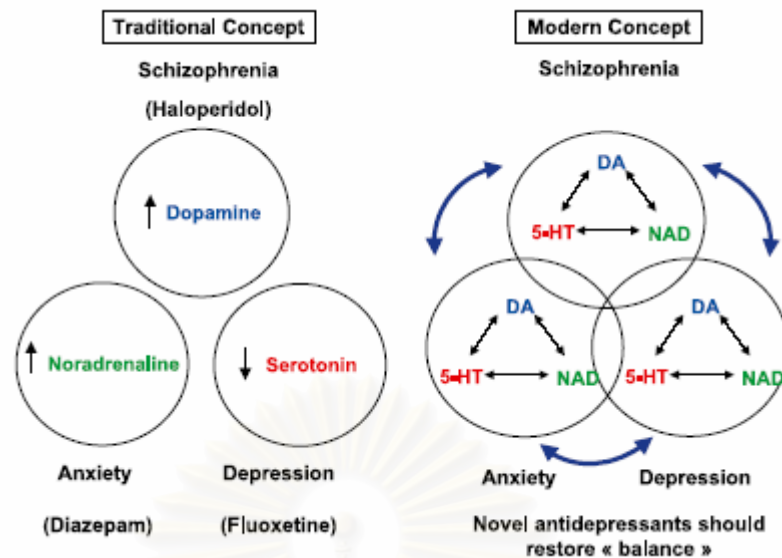 Traditional Concept
Schizophrenia
(Haloperidol)
↑ Dopamine
↑ Noradrenaline
↓ Serotonin
Anxiety
Depression
(Diazepam)
(Fluoxetine)
Modern Concept
Schizophrenia
DA
5-HT
NAD
DA
5-HT
NAD
DA
5-HT
NAD
Anxiety
Depression
Novel antidepressants should
restore « balance »